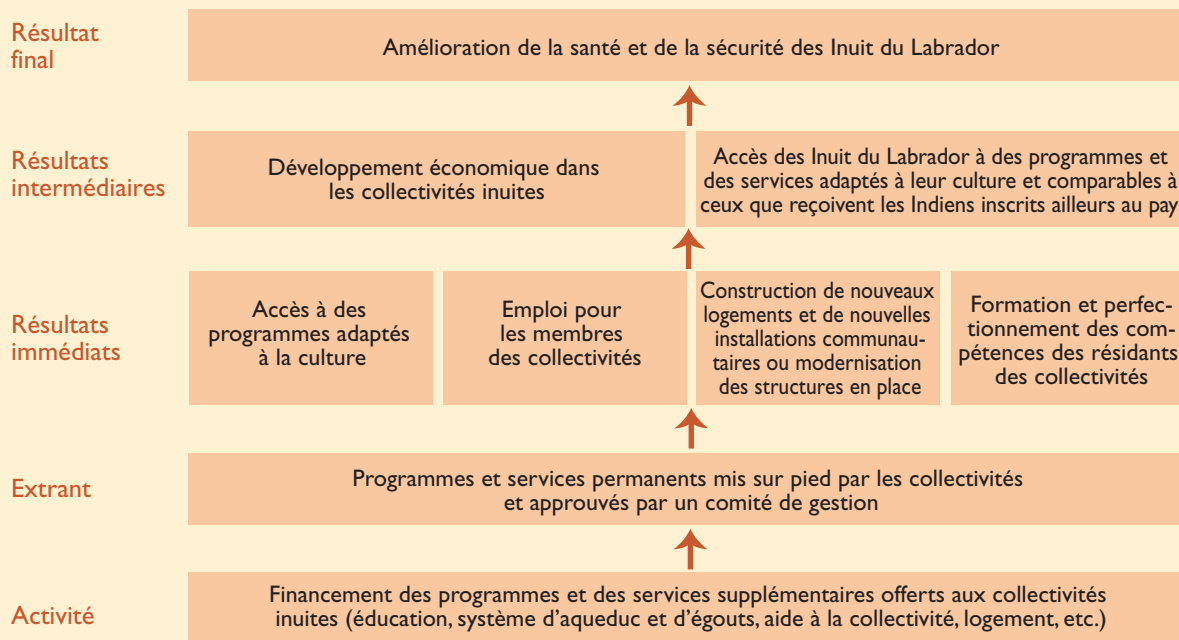 Résultat
final
Amélioration de la santé et de la sécurité des Inuit du Labrador
Résultats
intermédiaires
Développement économique dans
les collectivités inuites
Accès des Inuit du Labrador à des programmes et
des services adaptés à leur culture et comparables à
ceux que reçoivent les Indiens inscrits ailleurs au pay
Résultats
immédiats
Accès à des
programmes adaptés
à la culture
Emploi pour
les membres
des collectivités
Construction de nouveaux
logements et de nouvelles
installations communau-
taires ou modernisation
des structures en place
Formation et perfec-
tionnement des com-
pétences des résidants
des collectivités
Extrant
Programmes et services permanents mis sur pied par les collectivités
et approuvés par un comité de gestion
Activité
Financement des programmes et des services supplémentaires offerts aux collectivités
inuites (éducation, système d'aqueduc et d'égouts, aide à la collectivité, logement, etc.)